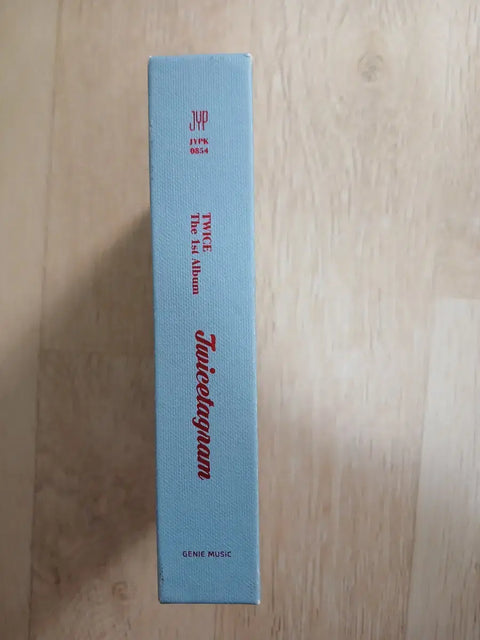 JYP
JYPK
0854
TWICE
The 1st Album
Twicetagram
GENIE MUSIC